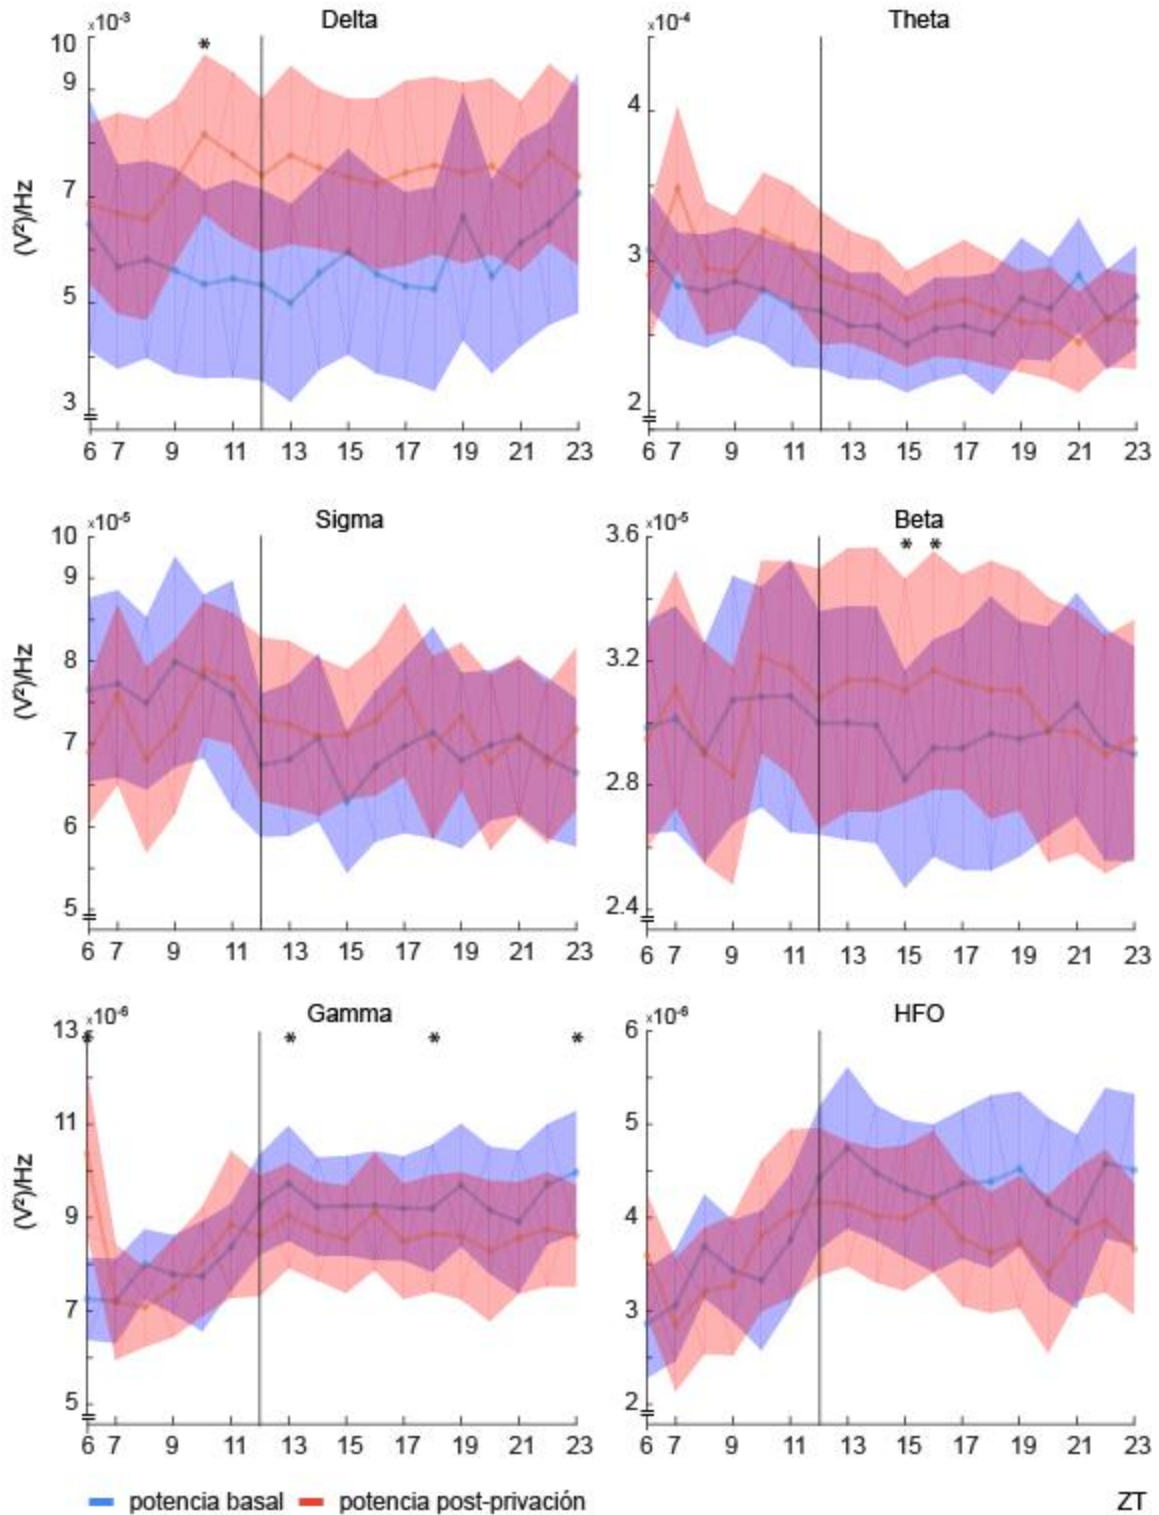 Delta
Theta
x10⁻³
x10⁻⁴
10
*
9
7
5
3
(V²)/Hz
4
3
2
6 7 9 11 13 15 17 19 21 23
6 7 9 11 13 15 17 19 21 23
Sigma
Beta
10 x10⁻⁵
3.6 x10⁻⁵
* *
9
8
7
6
5
(V²)/Hz
3.2
2.8
2.4
6 7 9 11 13 15 17 19 21 23
6 7 9 11 13 15 17 19 21 23
Gamma
HFO
13 x10⁻⁶
6 x10⁻⁶
* * * *
11
9
7
5
(V²)/Hz
5
4
3
2
6 7 9 11 13 15 17 19 21 23
6 7 9 11 13 15 17 19 21 23
potencia basal potencia post-privación
ZT